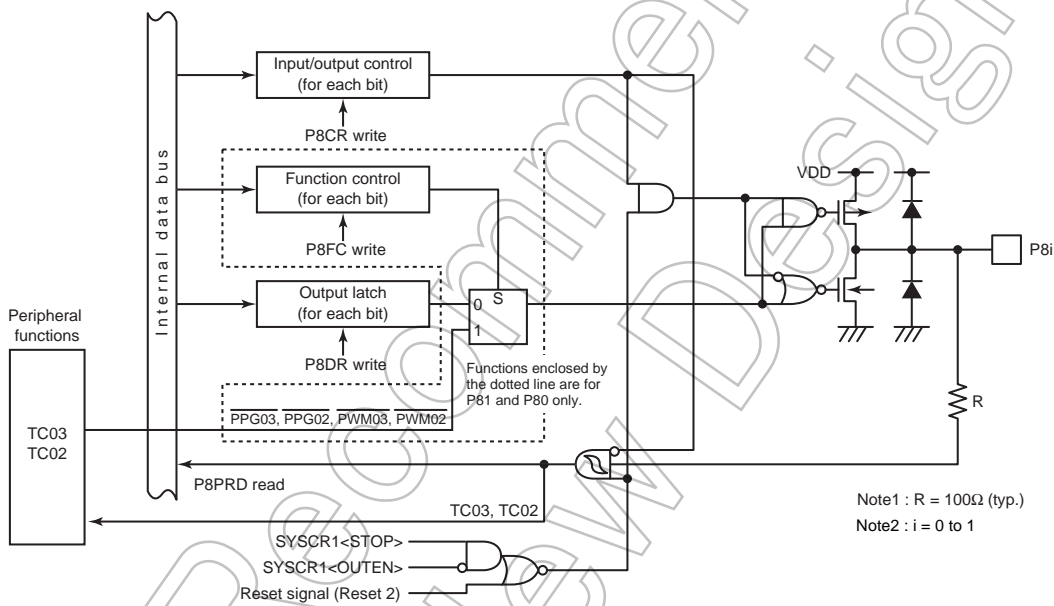 Input/output control
(for each bit)
P8CR write
Function control
(for each bit)
P8FC write
Output latch
(for each bit)
P8DR write
Internal data bus
Peripheral
functions
TC03
TC02
PPG03, PPG02, PWM03, PWM02
S
0
1
Functions enclosed by
the dotted line are for
P81 and P80 only.
VDD
P8i
R
P8PRD read
TC03, TC02
SYSCR1<STOP>
SYSCR1<OUTEN>
Reset signal (Reset 2)
Note1 : R = 100Ω (typ.)
Note2 : i = 0 to 1